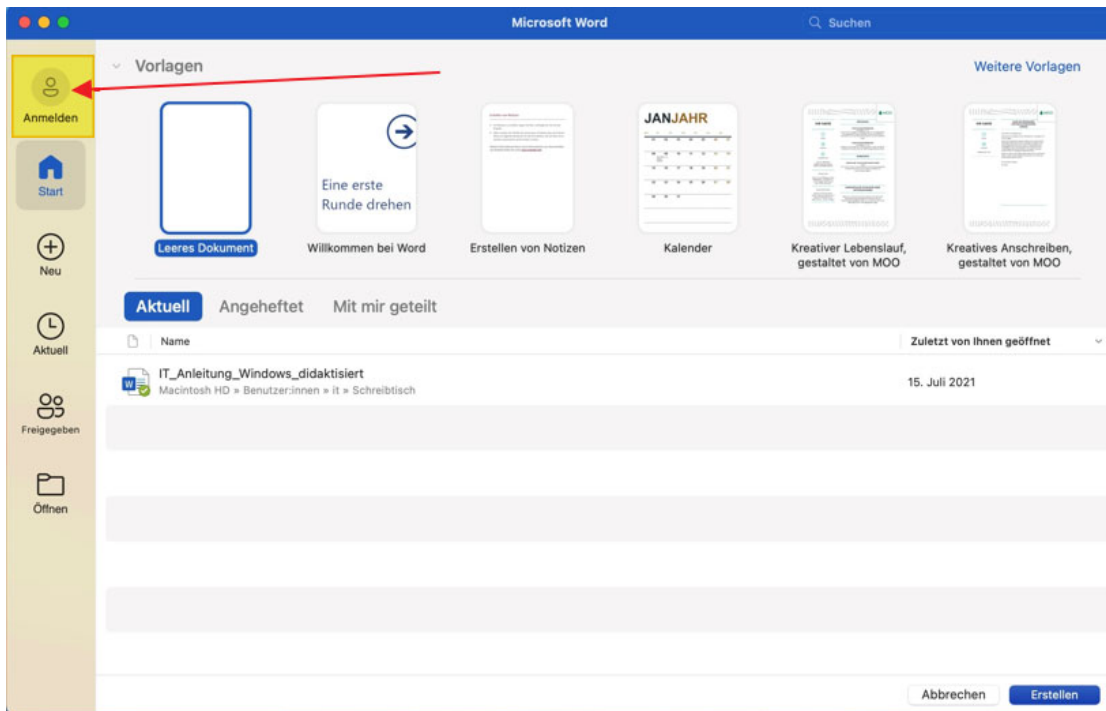 Microsoft Word
Suchen
Anmelden
Start
Neu
Aktuell
Freigegeben
Öffnen
Vorlagen
Weitere Vorlagen
JANJAHR
Eine erste
Runde drehen
Leeres Dokument
Willkommen bei Word
Erstellen von Notizen
Kalender
Kreativer Lebenslauf,
gestaltet von MOO
Kreatives Anschreiben,
gestaltet von MOO
Aktuell Angeheftet Mit mir geteilt
Name
Zuletzt von Ihnen geöffnet
W
IT_Anleitung_Windows_didaktisiert
Macintosh HD » Benutzer:innen » it » Schreibtisch
15. Juli 2021
Abbrechen
Erstellen